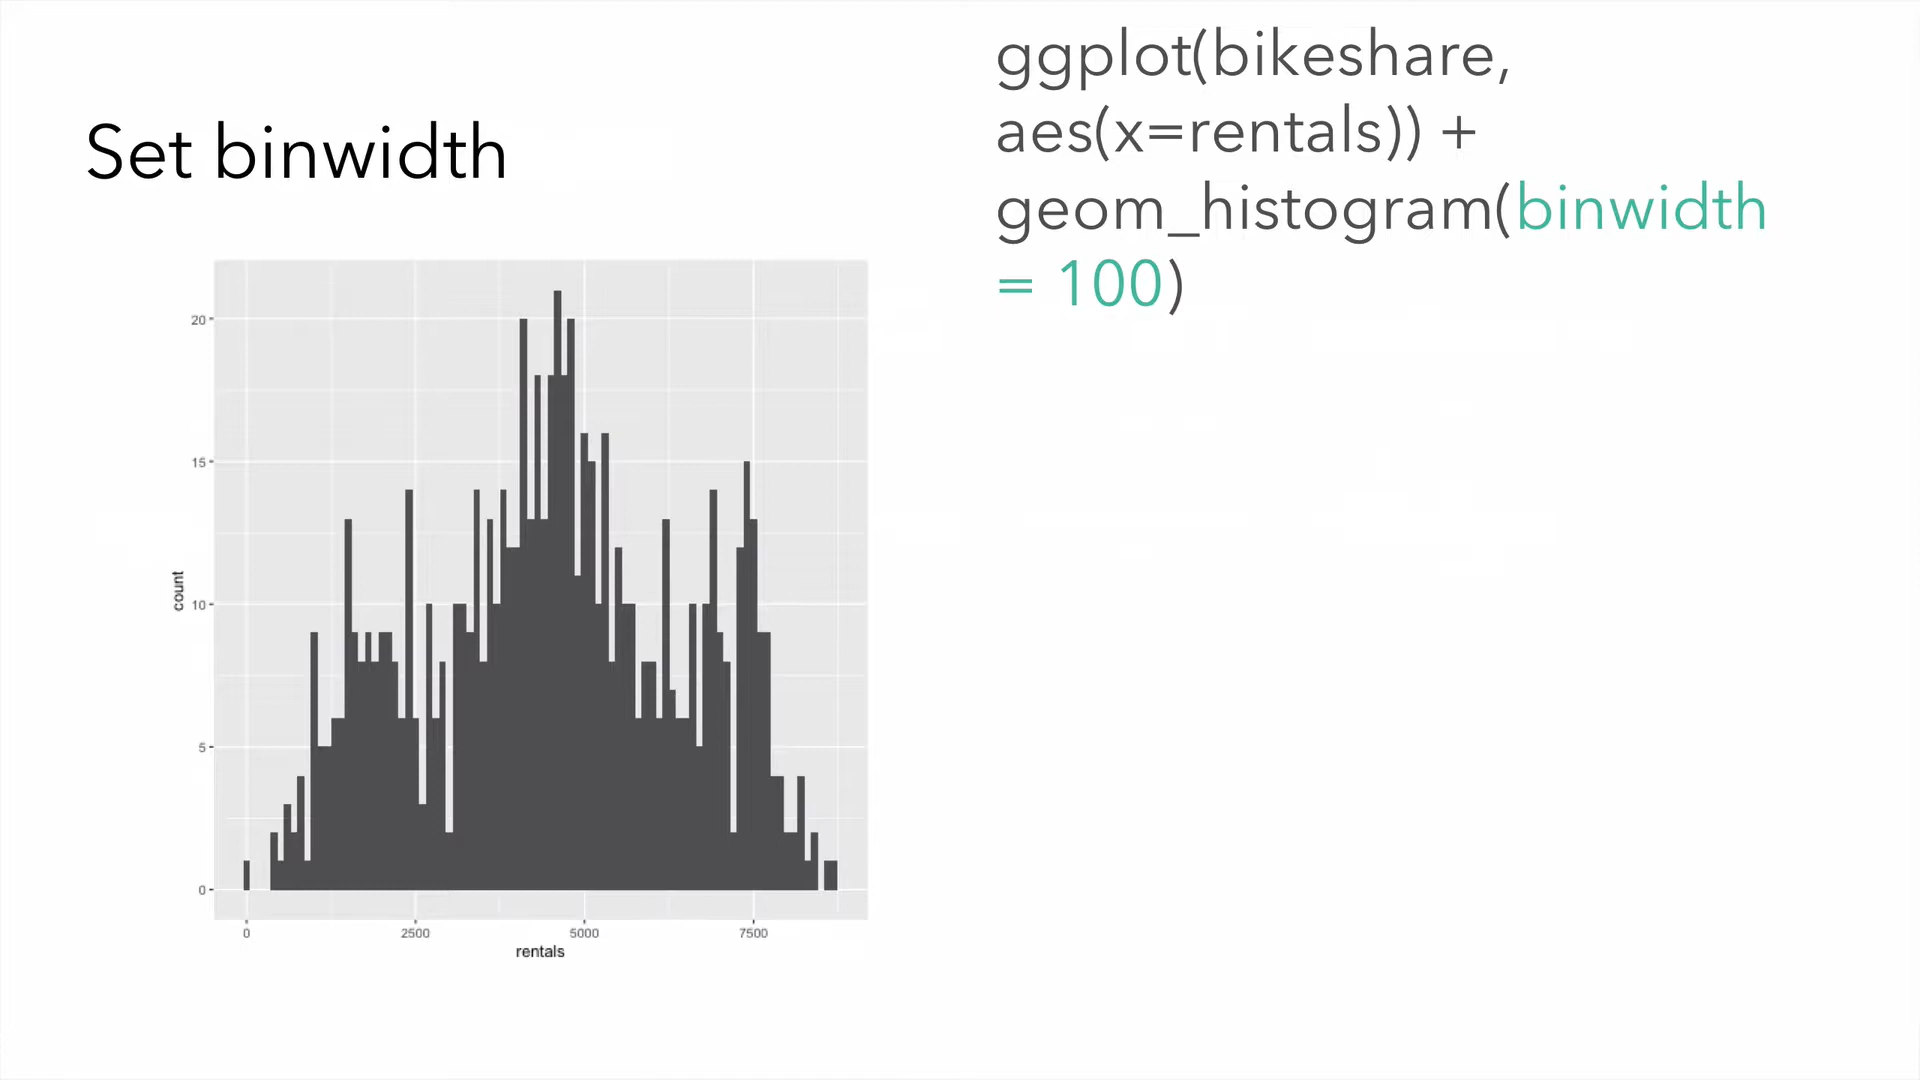 Set binwidth
ggplot(bikeshare,
aes(x=rentals)) +
geom_histogram(binwidth
= 100)
20
15
10
5
0
count
0 2500 5000 7500
rentals